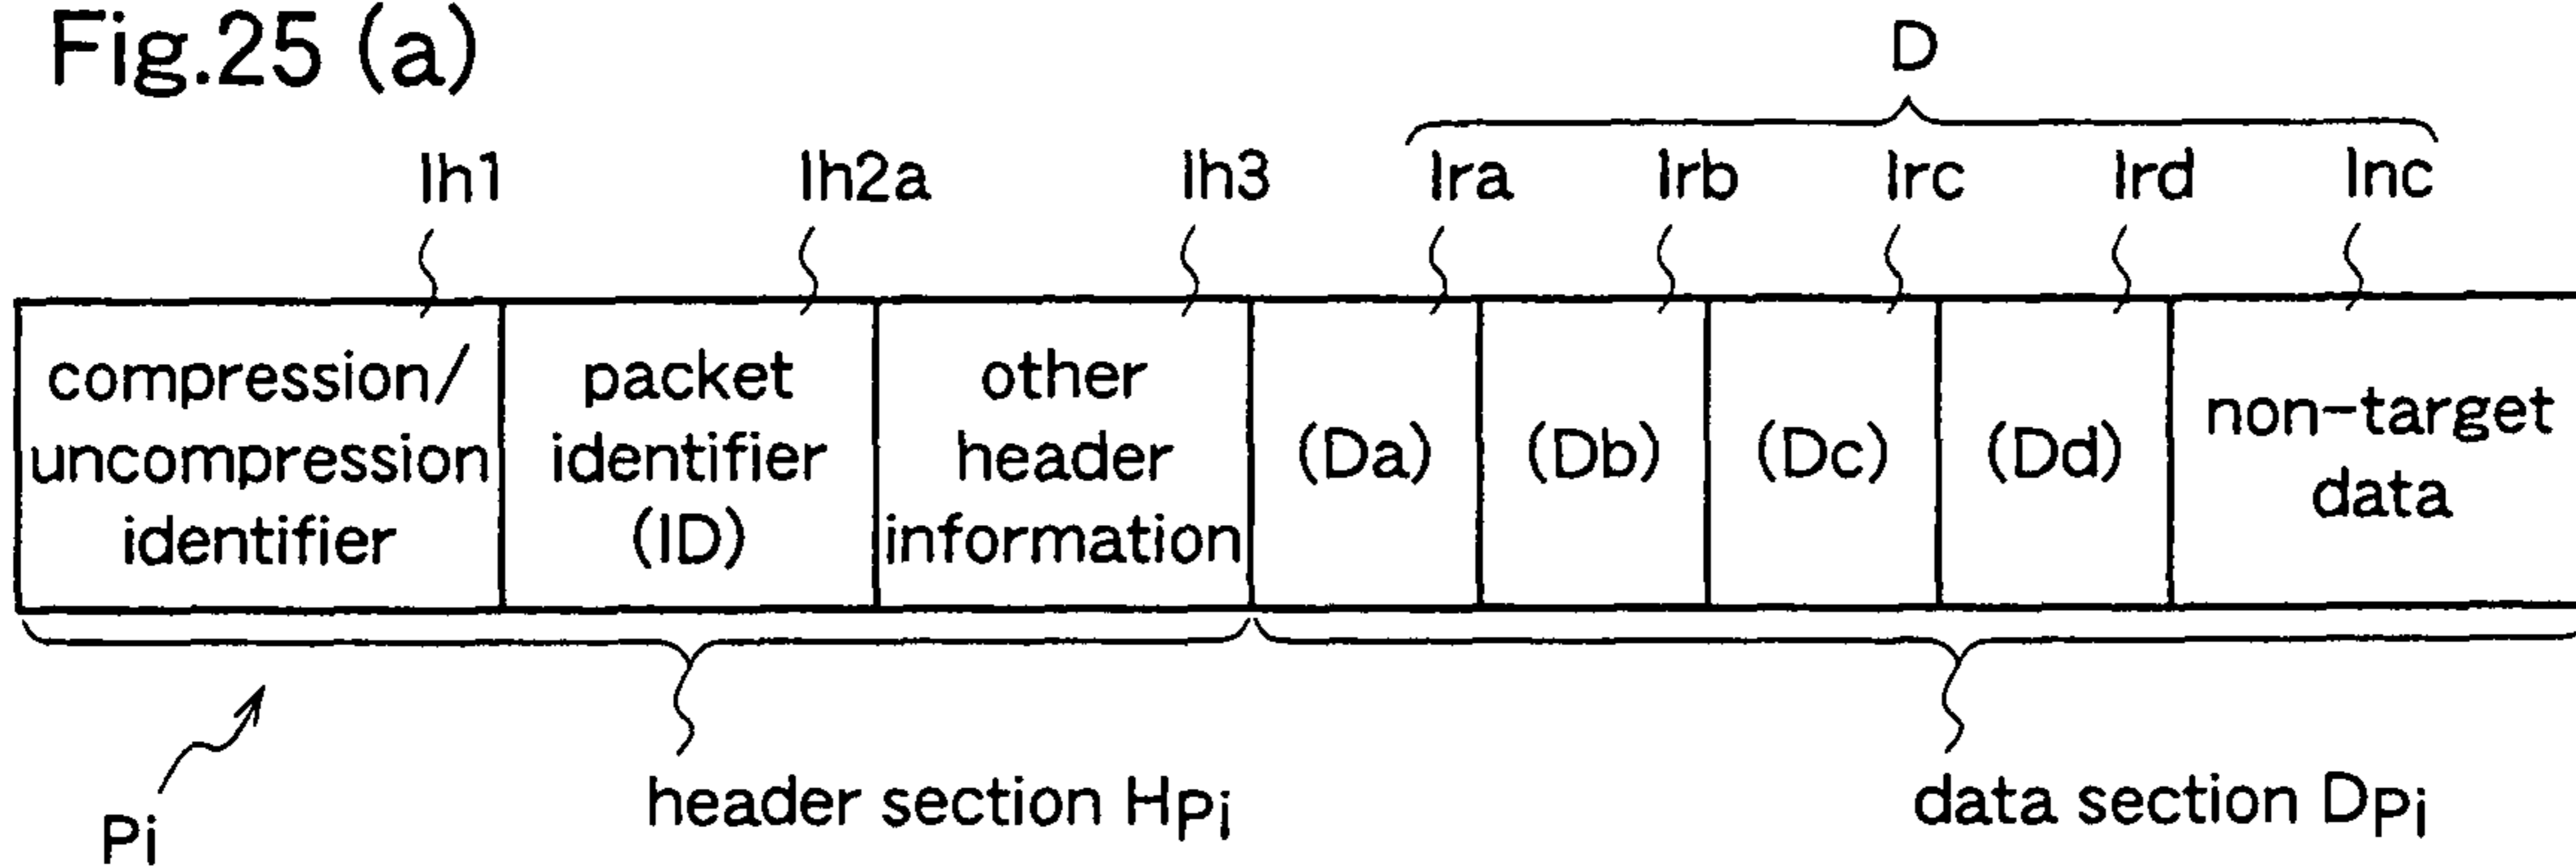 Fig.25 (a)
D
Ih1 Ih2a Ih3 Ira Irb Irc Ird Inc
compression/
uncompression
identifier
packet
identifier
(ID)
other
header
information
(Da)
(Db)
(Dc)
(Dd)
non-target
data
Pi
header section HPi
data section DPi